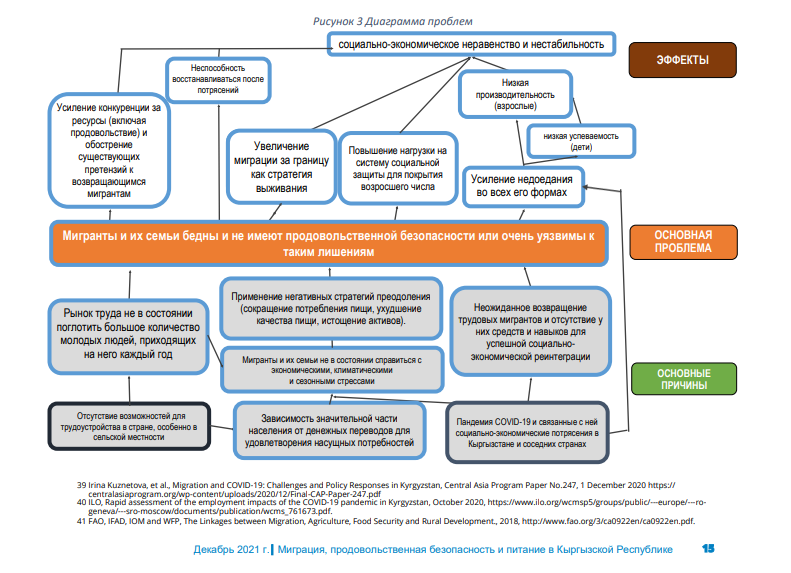 Рисунок 3 Диаграмма проблем
социально-экономическое неравенство и нестабильность
ЭФФЕКТЫ
Неспособность
восстанавливаться после
потрясений
Низкая
производительность
(взрослые)
Усиление конкуренции за
ресурсы (включая
продовольствие) и
обострение
существующих
претензий к
возвращающимся
мигрантам
Увеличение
миграции за границу
как стратегия
выживания
Повышение нагрузки на
систему социальной
защиты для покрытия
возросшего числа
низкая успеваемость
(дети)
Усиление недоедания
во всех его формах
Мигранты и их семьи бедны и не имеют продовольственной безопасности или очень уязвимы к
таким лишениям
ОСНОВНАЯ
ПРОБЛЕМА
Рынок труда не в состоянии
поглотить большое количество
молодых людей, приходящих
на него каждый год
Применение негативных стратегий преодоления
(сокращение потребления пищи, ухудшение
качества пищи, истощение активов).
Мигранты и их семьи не в состоянии справиться с
экономическими, климатическими
и сезонными стрессами
Неожиданное возвращение
трудовых мигрантов и отсутствие у
них средств и навыков для
успешной социально-
экономической реинтеграции
ОСНОВНЫЕ
ПРИЧИНЫ
Отсутствие возможностей для
трудоустройства в стране, особенно в
сельской местности
Зависимость значительной части
населения от денежных переводов для
удовлетворения насущных потребностей
Пандемия COVID-19 и связанные с ней
социально-экономические потрясения в
Кыргызстане и соседних странах
39 Irina Kuznetova, et al., Migration and COVID-19: Challenges and Policy Responses in Kyrgyzstan, Central Asia Program Paper No.247, 1 December 2020 https://
centralasiaprogram.org/wp-content/uploads/2020/12/Final-CAP-Paper-247.pdf
40 ILO, Rapid assessment of the employment impacts of the COVID-19 pandemic in Kyrgyzstan, October 2020, https://www.ilo.org/wcmsp5/groups/public/---europe/---ro-
geneva/---sro-moscow/documents/publication/wcms_761673.pdf.
41 FAO, IFAD, IOM and WFP, The Linkages between Migration, Agriculture, Food Security and Rural Development., 2018, http://www.fao.org/3/ca0922en/ca0922en.pdf.
Декабрь 2021 г. | Миграция, продовольственная безопасность и питание в Кыргызской Республике 15